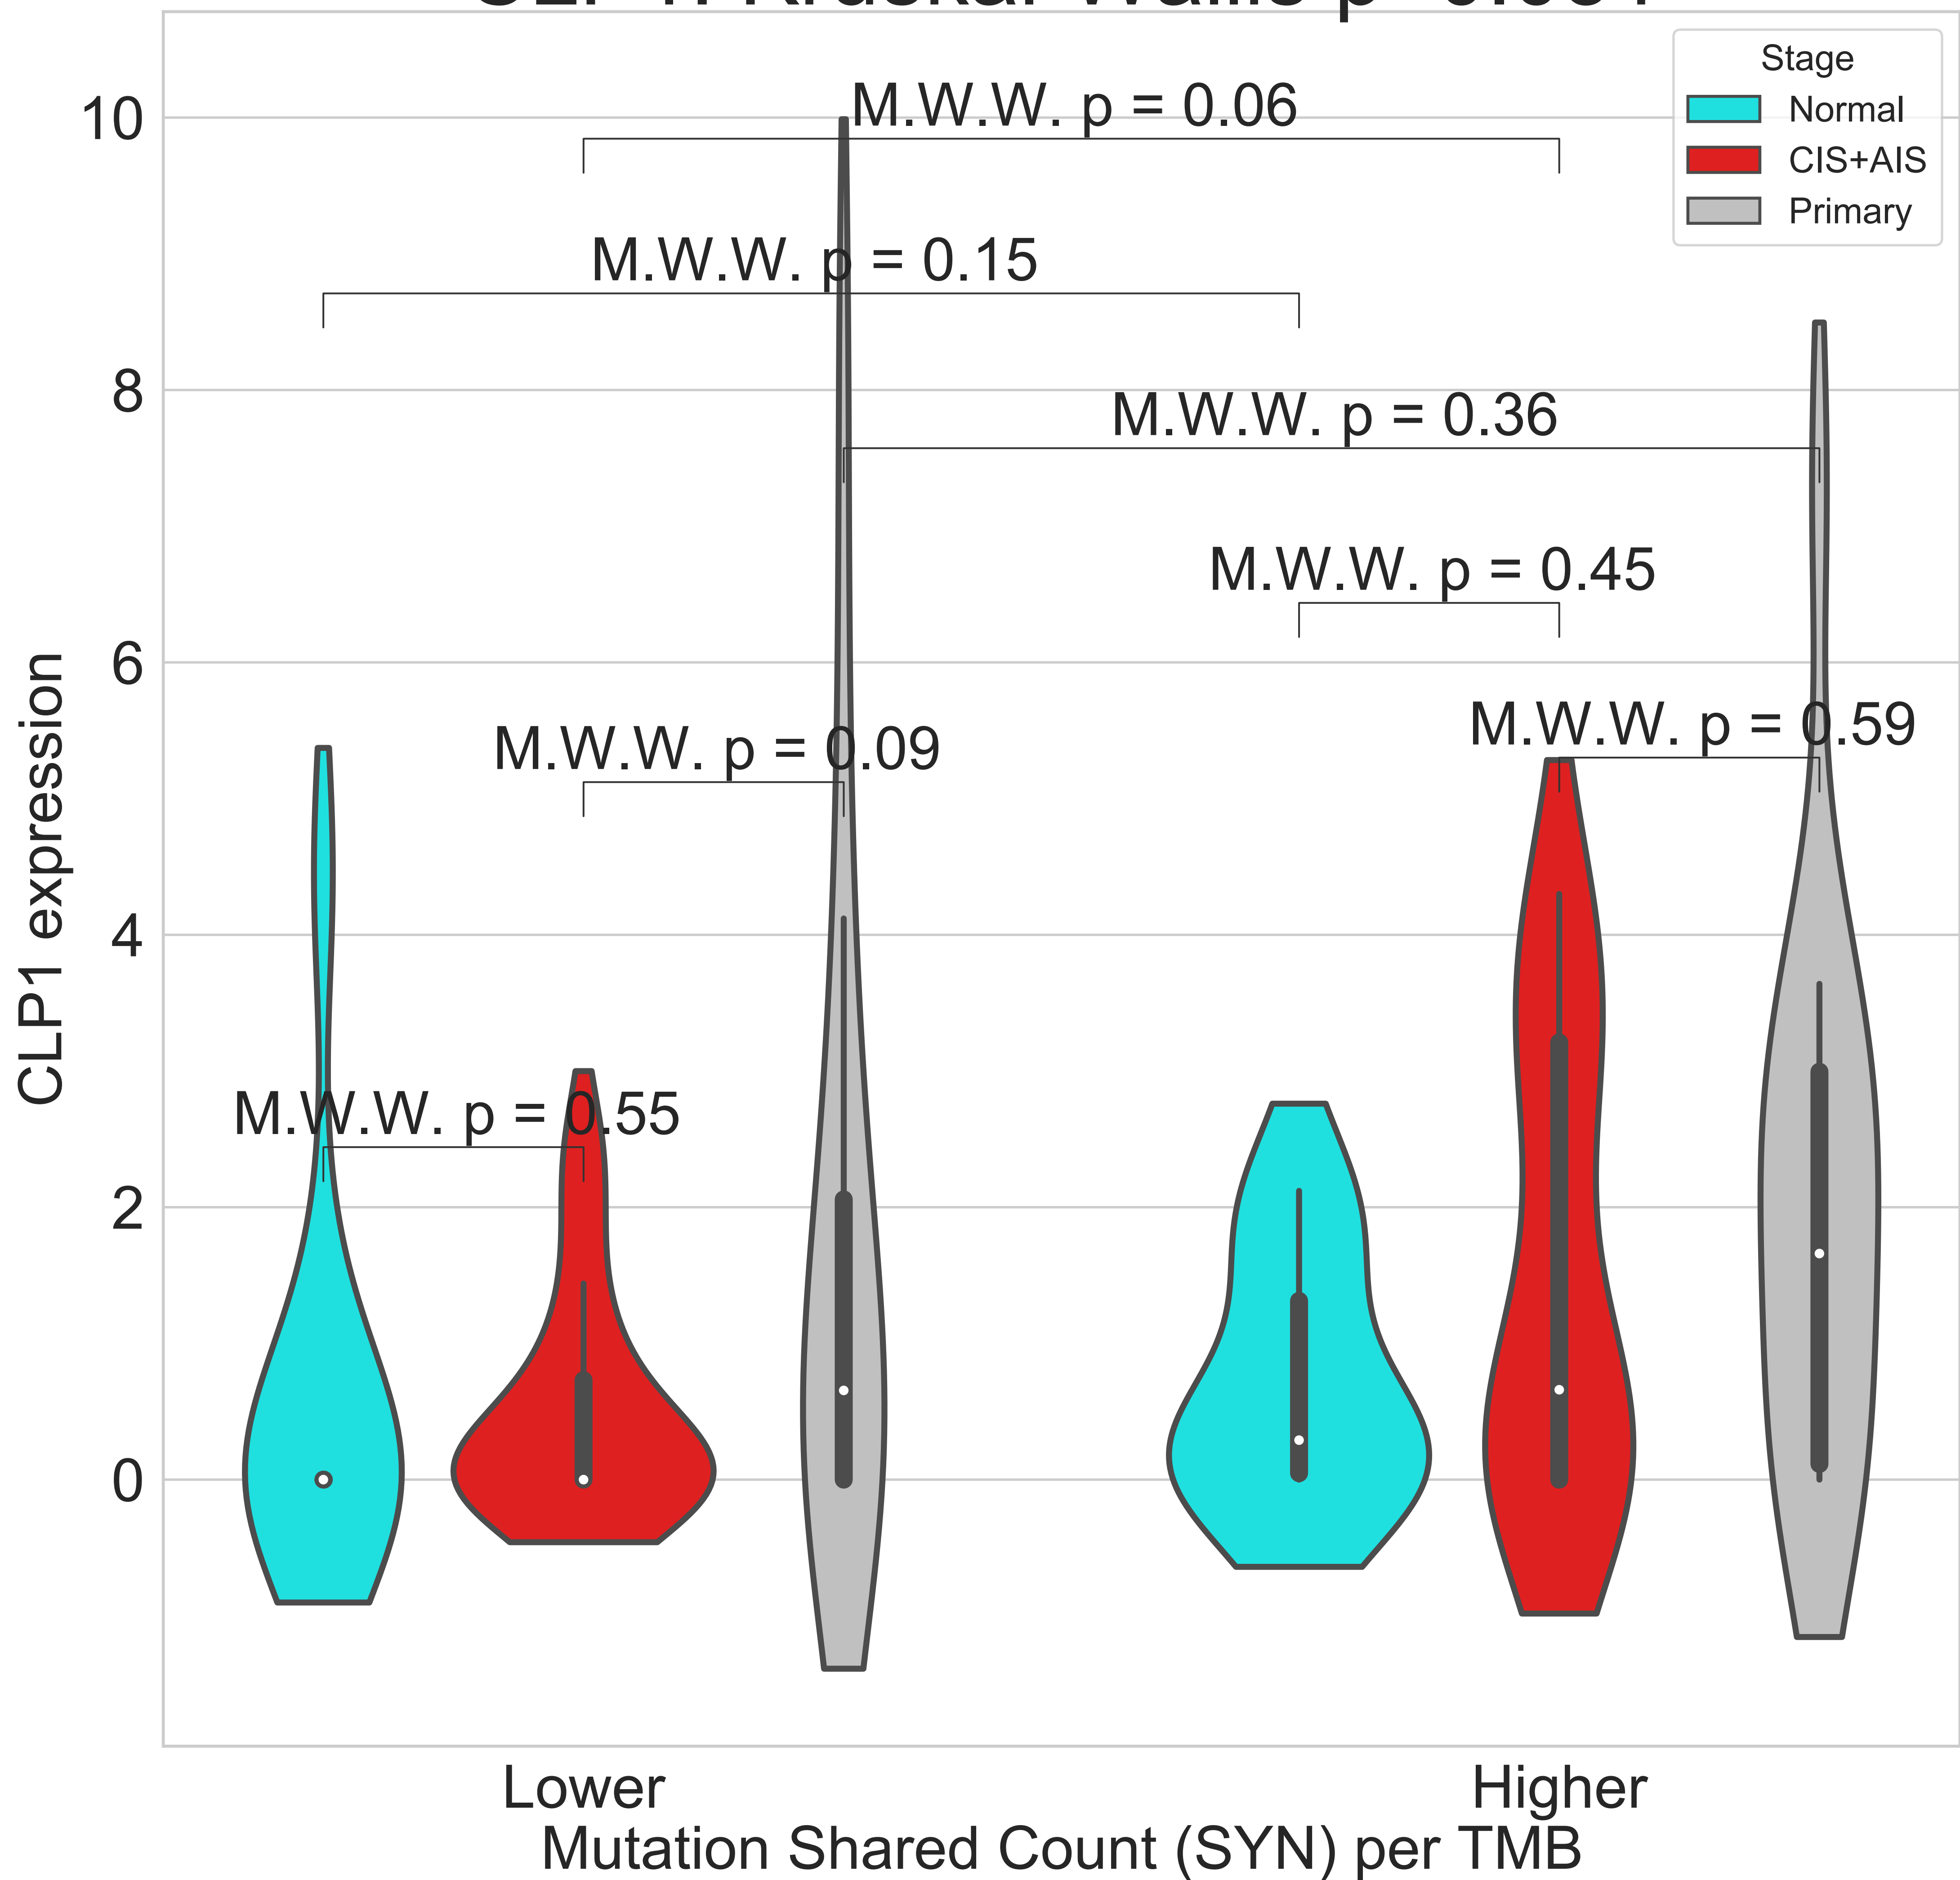 10
8
6
4
2
0
CLP1 expression
M.W.W. p = 0.06
M.W.W. p = 0.15
M.W.W. p = 0.36
M.W.W. p = 0.45
M.W.W. p = 0.59
M.W.W. p = 0.09
M.W.W. p = 0.55
Stage
Normal
CIS+AIS
Primary
Lower
Higher
Mutation Shared Count (SYN) per TMB